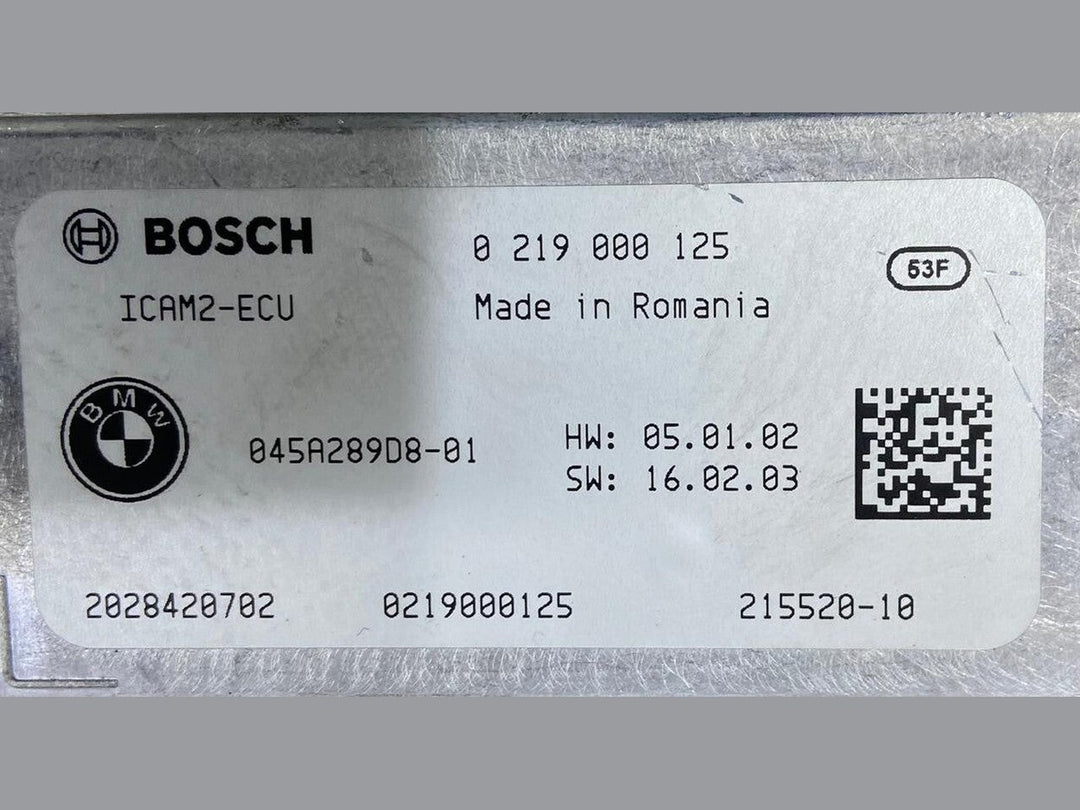 BOSCH
0 219 000 125
53F
ICAM2-ECU
Made in Romania
BMW
045A289D8-01
HW: 05.01.02
SW: 16.02.03
2028420702
0219000125
215520-10